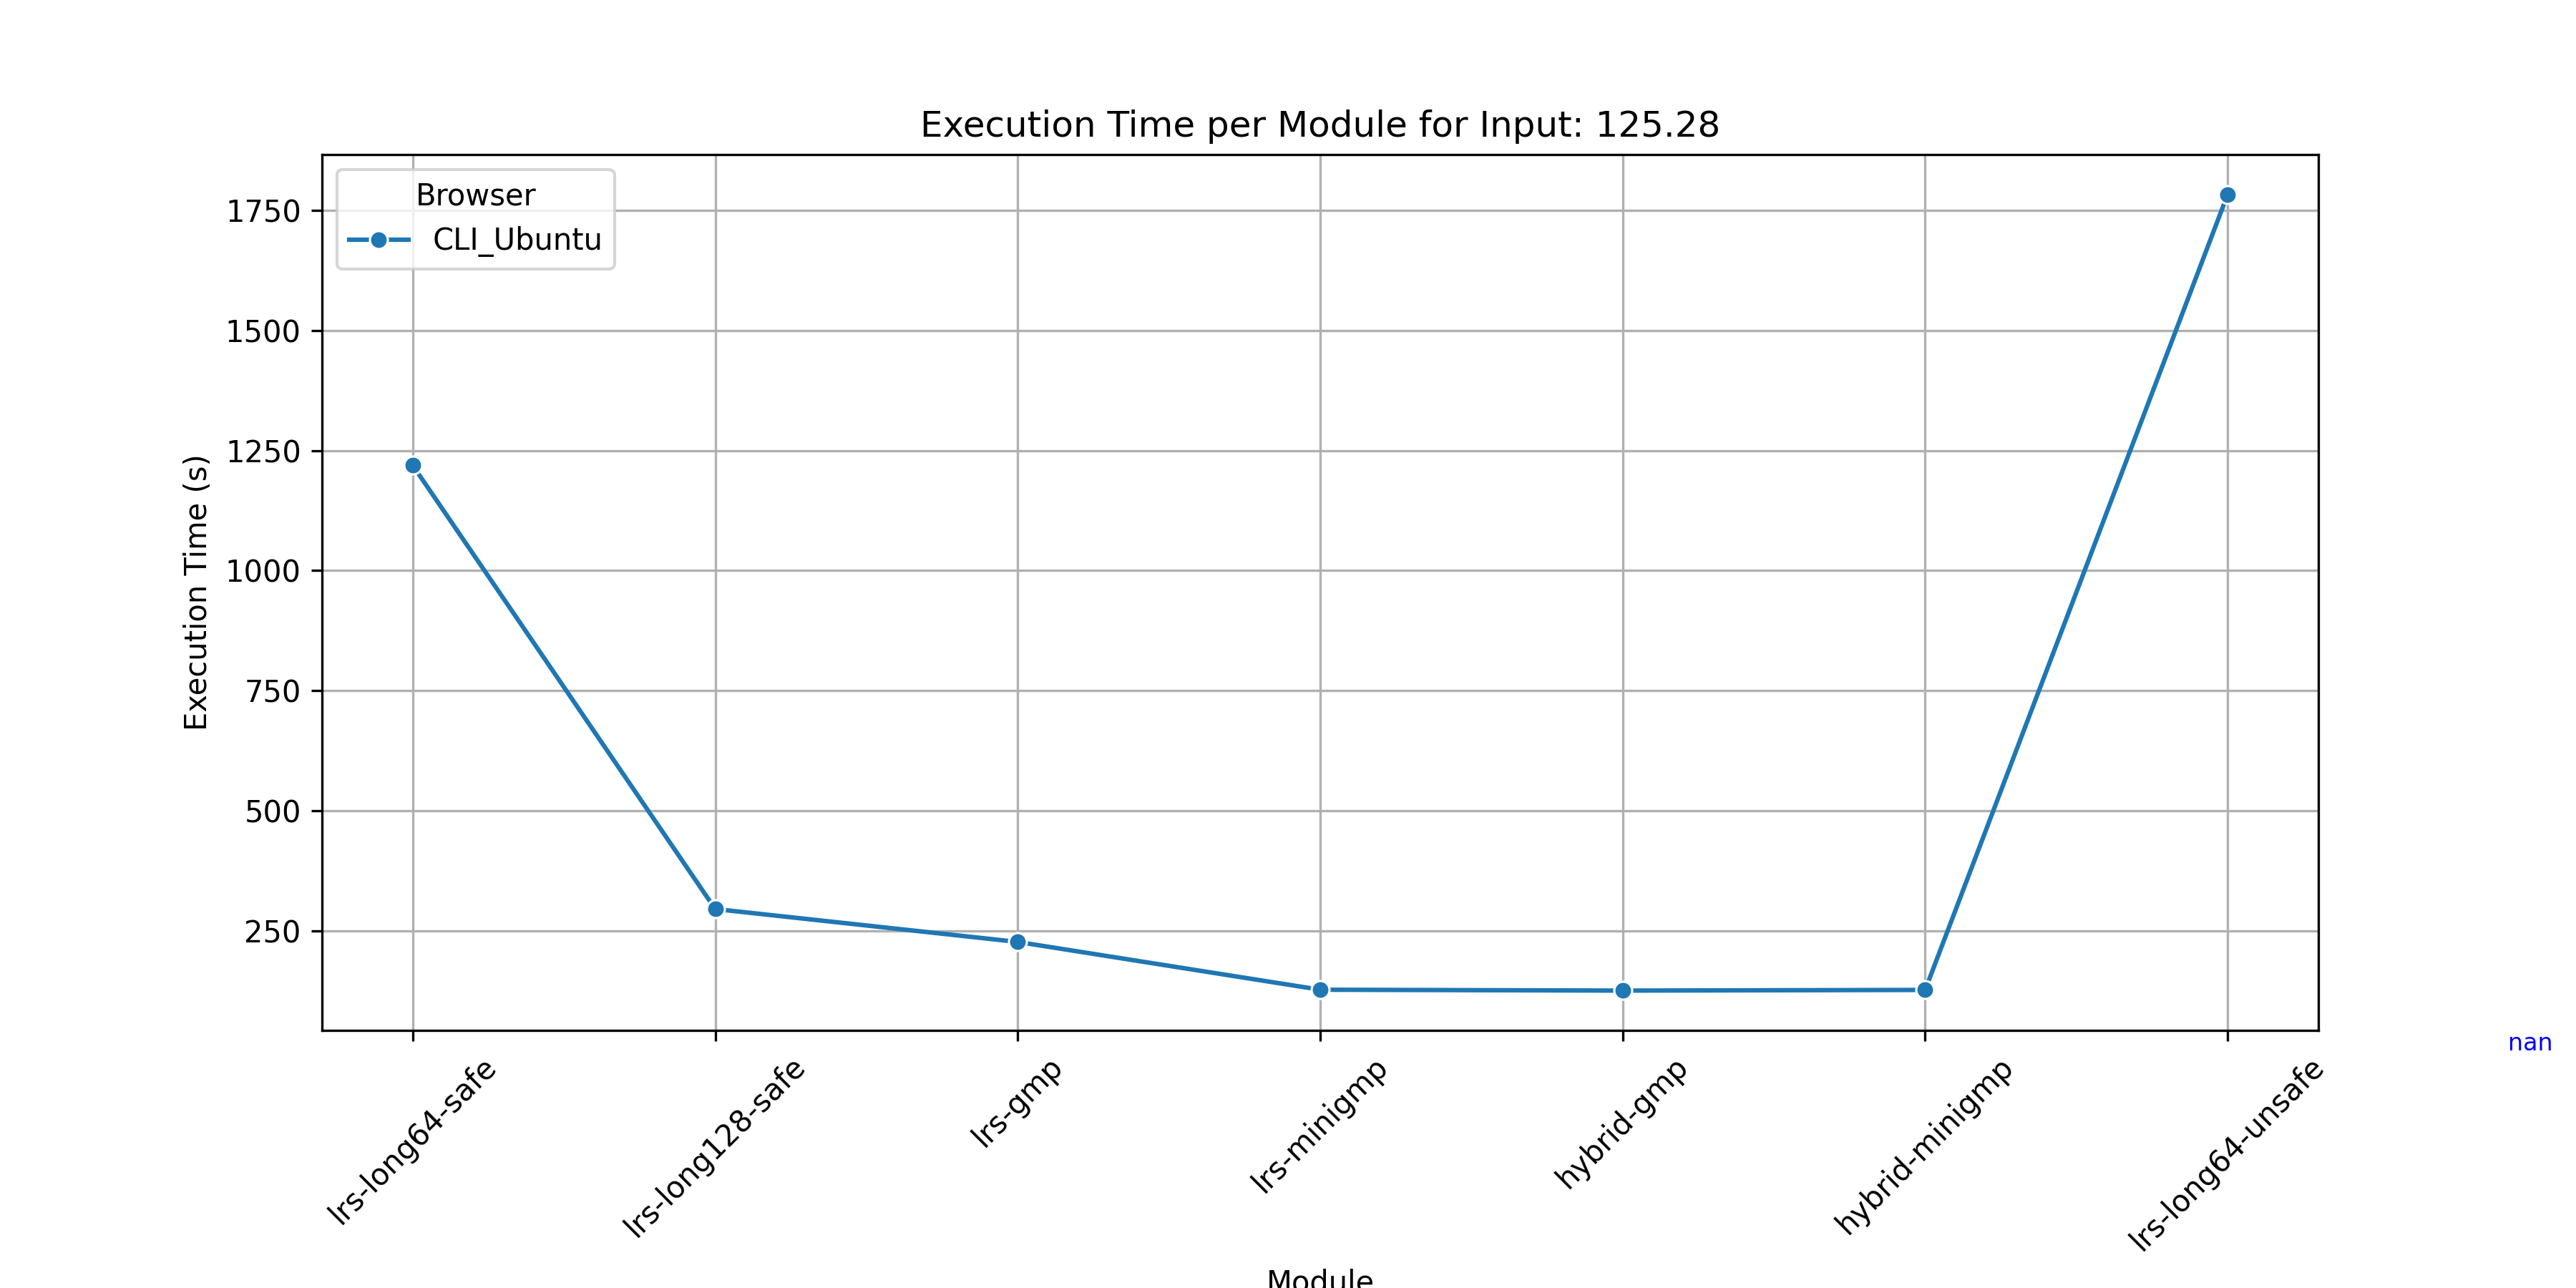 Execution Time per Module for Input: 125.28
Browser
CLI_Ubuntu
Execution Time (s)
1750
1500
1250
1000
750
500
250
nan
lrs-long64-safe
lrs-long128-safe
lrs-gmp
lrs-minigmp
hybrid-gmp
hybrid-minigmp
lrs-long64-unsafe
Module